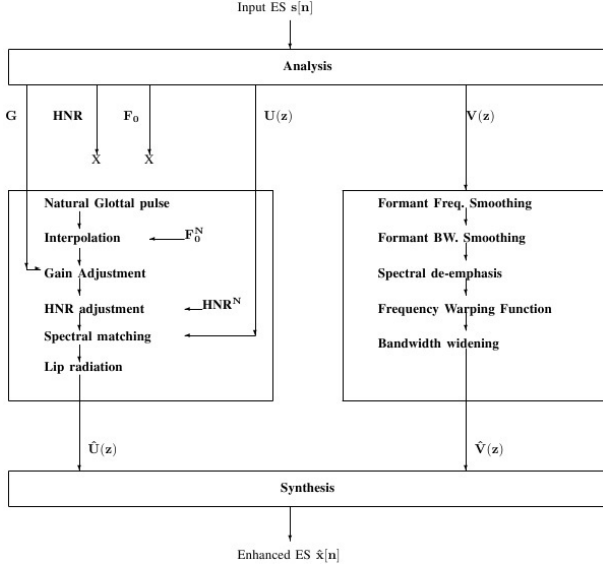 Input ES s[n]
Analysis
G HNR F₀ U(z) V(z)
X X
Natural Glottal pulse
Interpolation F₀ᴺ
Gain Adjustment
HNR adjustment HNRᴺ
Spectral matching
Lip radiation
Formant Freq. Smoothing
Formant BW. Smoothing
Spectral de-emphasis
Frequency Warping Function
Bandwidth widening
Û(z) V̂(z)
Synthesis
Enhanced ES x̂[n]